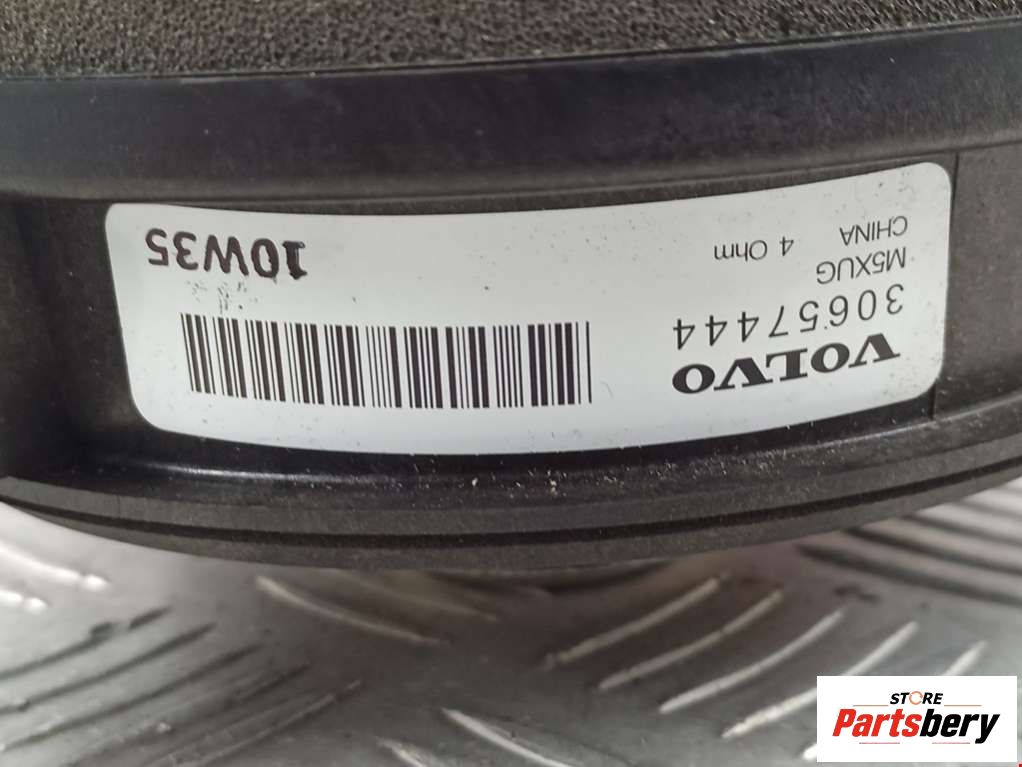 VOLVO
30657444
M5XUG
CHINA
4 Ohm
10W35
STORE
Partsbery